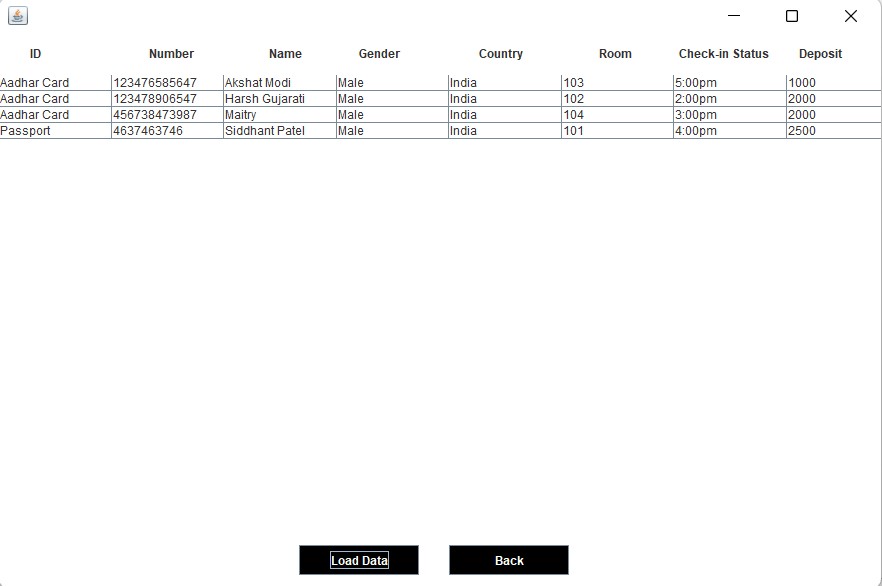 ID Number Name Gender Country Room Check-in Status Deposit
Aadhar Card 123476585647 Akshat Modi Male India 103 5:00pm 1000
Aadhar Card 123478906547 Harsh Gujarati Male India 102 2:00pm 2000
Aadhar Card 456738473987 Maitry Male India 104 3:00pm 2000
Passport 4637463746 Siddhant Patel Male India 101 4:00pm 2500
Load Data Back